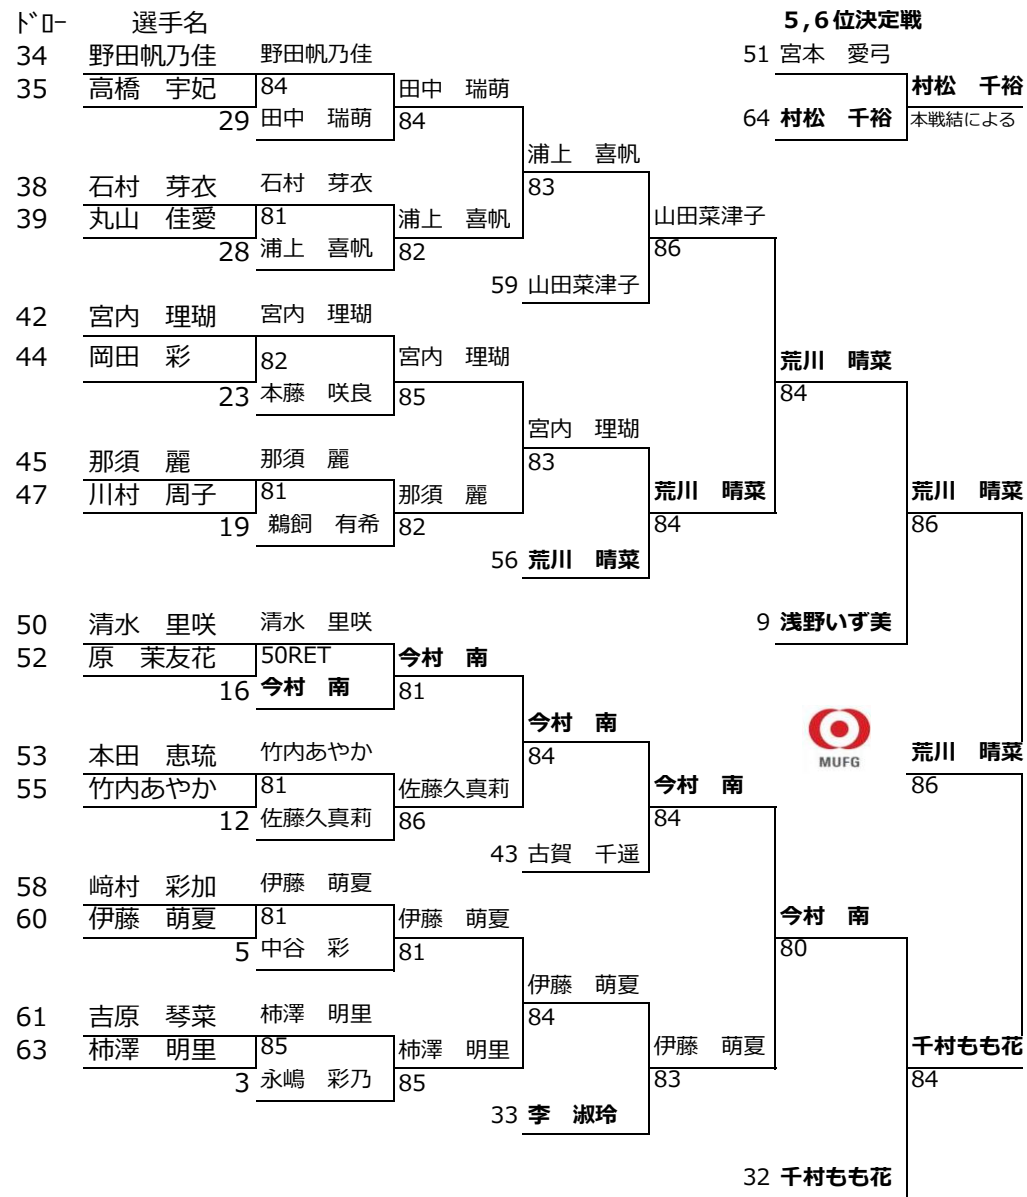 ﾄﾞﾛｰ 選手名 5,6位決定戦
34 野田帆乃佳 野田帆乃佳 51 宮本 愛弓
35 高橋 宇妃 84 田中 瑞萌 村松 千裕
29 田中 瑞萌 84 64 村松 千裕 本戦結による
浦上 喜帆
38 石村 芽衣 石村 芽衣 83
39 丸山 佳愛 81 浦上 喜帆 山田菜津子
28 浦上 喜帆 82 86
59 山田菜津子
42 宮内 理瑚 宮内 理瑚
44 岡田 彩 82 宮内 理瑚 荒川 晴菜
23 本藤 咲良 85 84
宮内 理瑚
45 那須 麗 那須 麗 83
47 川村 周子 81 那須 麗 荒川 晴菜 荒川 晴菜
19 鵜飼 有希 82 84 86
56 荒川 晴菜
50 清水 里咲 清水 里咲 9 浅野いず美
52 原 茉友花 50RET 今村 南
16 今村 南 81
今村 南
53 本田 恵琉 竹内あやか 84 MUFG 荒川 晴菜
55 竹内あやか 81 佐藤久真莉 今村 南 86
12 佐藤久真莉 86 84
43 古賀 千遥
58 﨑村 彩加 伊藤 萌夏
60 伊藤 萌夏 81 伊藤 萌夏 今村 南
5 中谷 彩 81 80
伊藤 萌夏
61 吉原 琴菜 柿澤 明里 84
63 柿澤 明里 85 柿澤 明里 伊藤 萌夏 千村もも花
3 永嶋 彩乃 85 83 84
33 李 淑玲
32 千村もも花